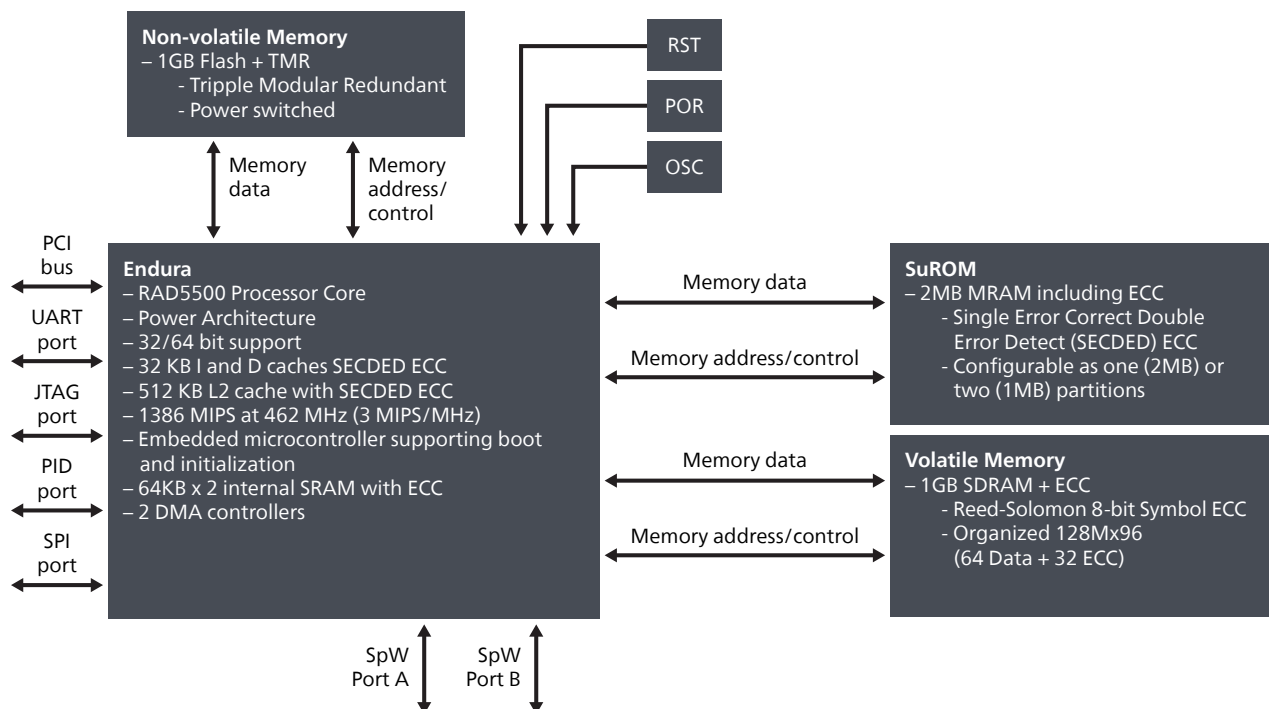 Non-volatile Memory
– 1GB Flash + TMR
- Tripple Modular Redundant
- Power switched
RST
POR
OSC
Memory
data
Memory
address/
control
PCI
bus
UART
port
JTAG
port
PID
port
SPI
port
Endura
– RAD5500 Processor Core
– Power Architecture
– 32/64 bit support
– 32 KB I and D caches SECDED ECC
– 512 KB L2 cache with SECDED ECC
– 1386 MIPS at 462 MHz (3 MIPS/MHz)
– Embedded microcontroller supporting boot
and initialization
– 64KB x 2 internal SRAM with ECC
– 2 DMA controllers
Memory data
Memory address/control
SuROM
– 2MB MRAM including ECC
- Single Error Correct Double
Error Detect (SECDED) ECC
- Configurable as one (2MB) or
two (1MB) partitions
Memory data
Memory address/control
Volatile Memory
– 1GB SDRAM + ECC
- Reed-Solomon 8-bit Symbol ECC
- Organized 128Mx96
(64 Data + 32 ECC)
SpW
Port A
SpW
Port B